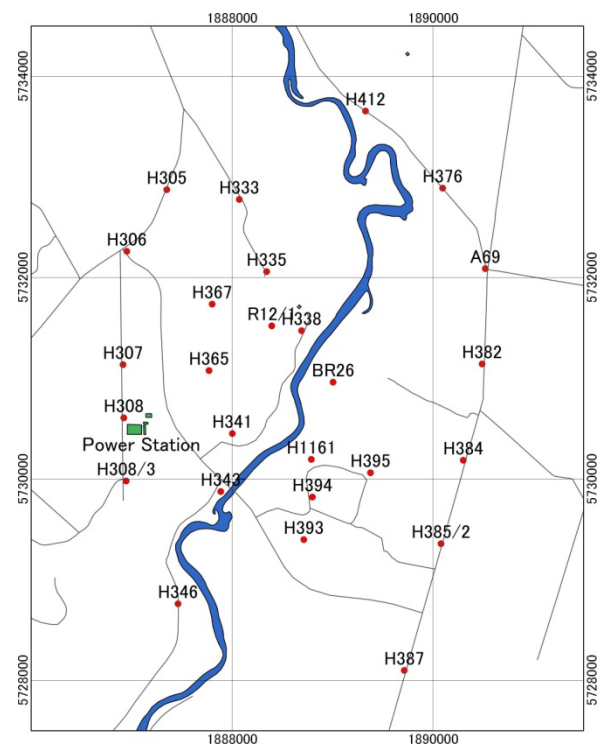 1888000
1890000
5734000
5734000
H412
H305
H333
H376
H306
H335
A69
5732000
5732000
H367
R12/1
H338
H307
H365
BR26
H382
H308
H341
Power Station
H1161
H308/3
H343
H395
H384
5730000
5730000
H394
H393
H385/2
H346
H387
5728000
5728000
1888000
1890000